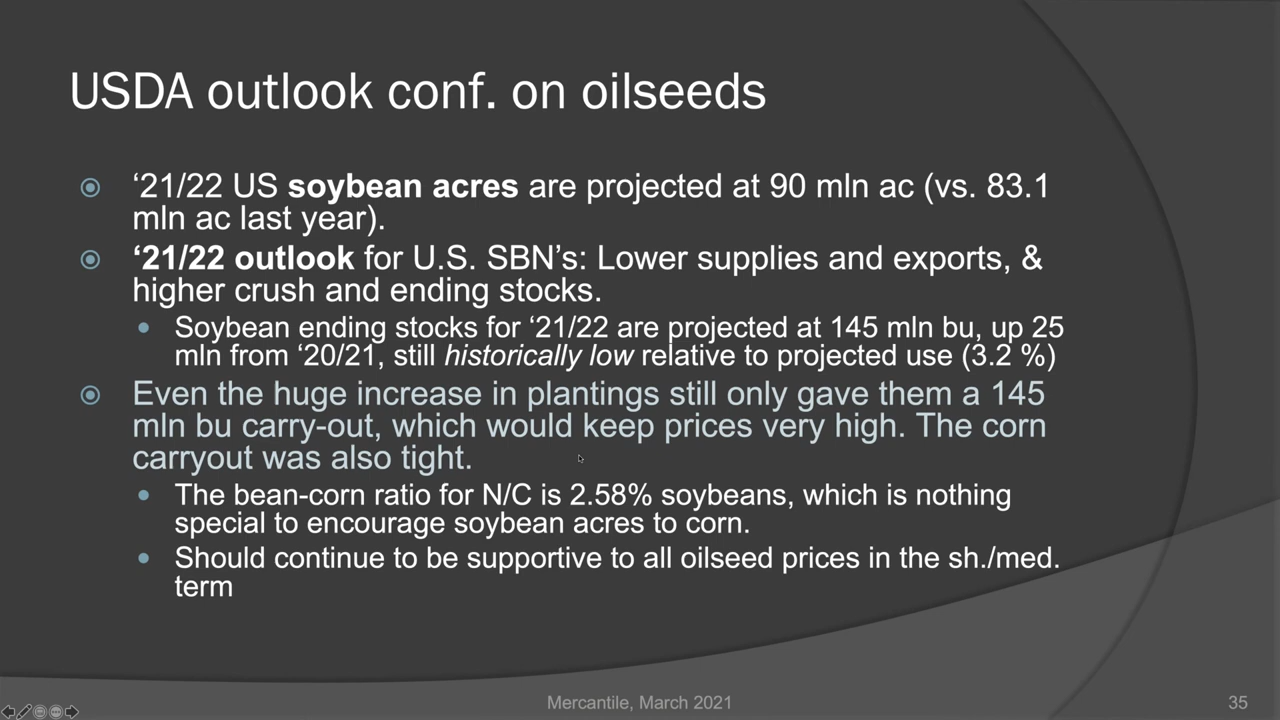 USDA outlook conf. on oilseeds
‘21/22 US soybean acres are projected at 90 mln ac (vs. 83.1
mln ac last year).
‘21/22 outlook for U.S. SBN’s: Lower supplies and exports, &
higher crush and ending stocks.
Soybean ending stocks for ‘21/22 are projected at 145 mln bu, up 25
mln from ‘20/21, still historically low relative to projected use (3.2 %)
Even the huge increase in plantings still only gave them a 145
mln bu carry-out, which would keep prices very high. The corn
carryout was also tight.
The bean-corn ratio for N/C is 2.58% soybeans, which is nothing
special to encourage soybean acres to corn.
Should continue to be supportive to all oilseed prices in the sh./med.
term
Mercantile, March 2021
35